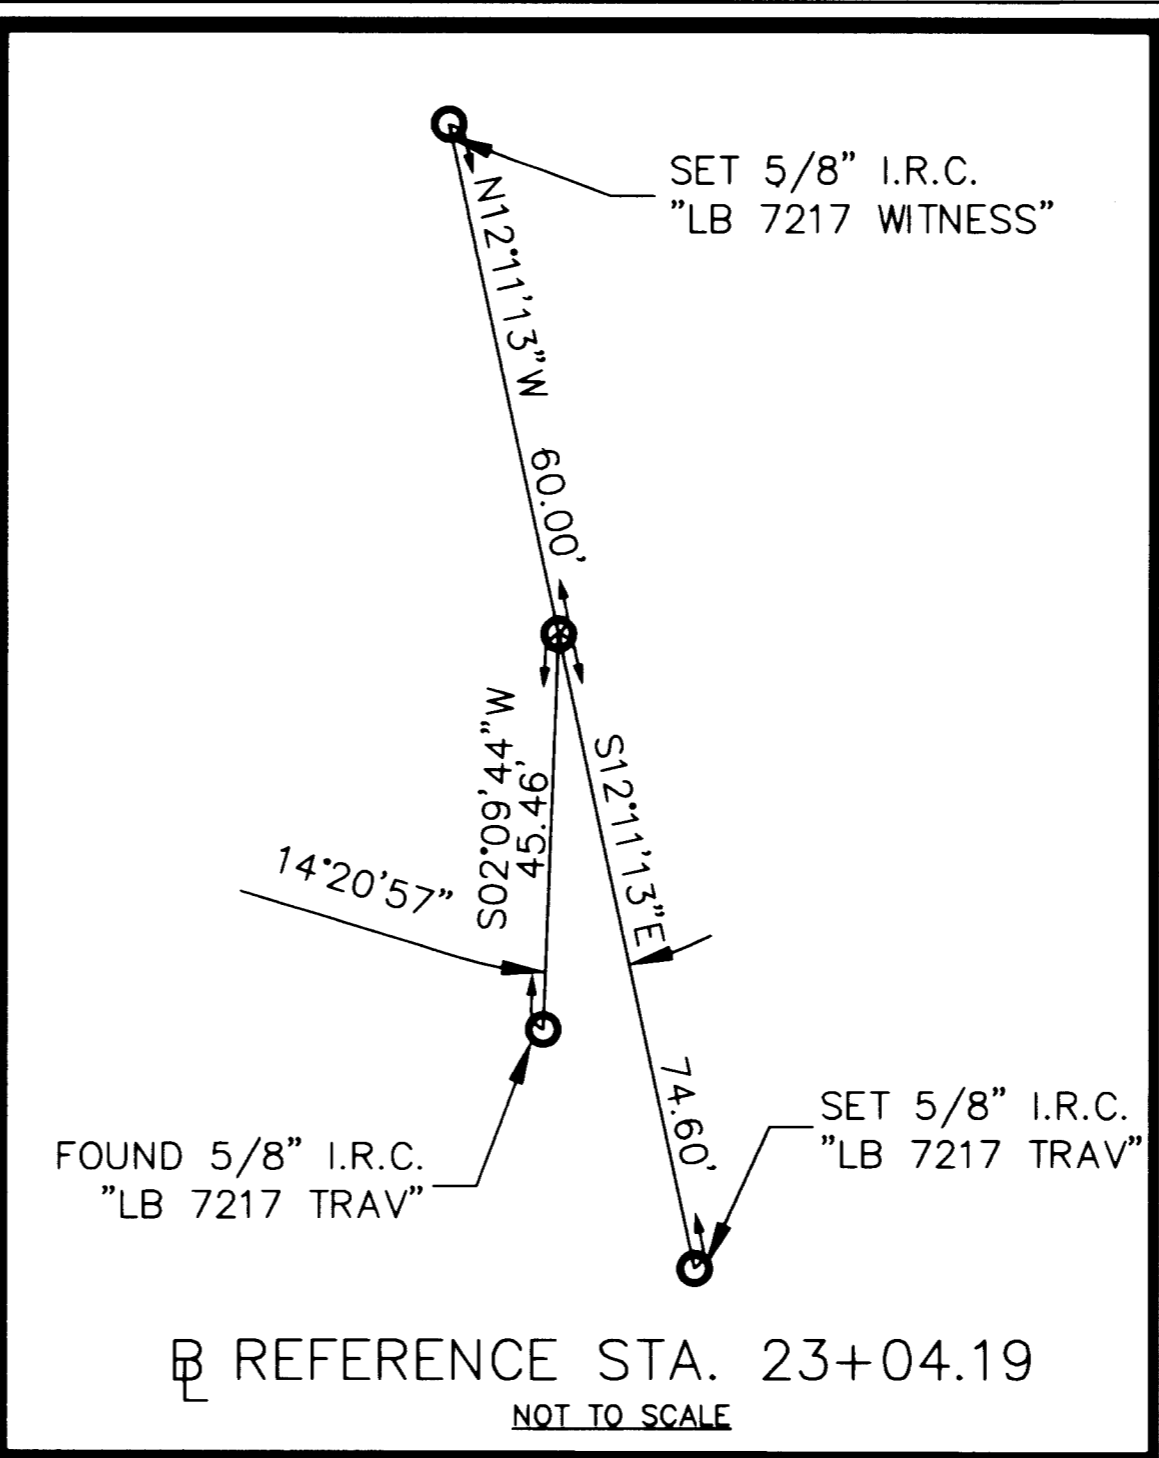 SET 5/8" I.R.C.
"LB 7217 WITNESS"
N12°11'13"W
60.00'
S02°09'44"W
45.46'
S12°11'13"E
14°20'57"
74.60'
SET 5/8" I.R.C.
"LB 7217 TRAV"
FOUND 5/8" I.R.C.
"LB 7217 TRAV"
BL REFERENCE STA. 23+04.19
NOT TO SCALE